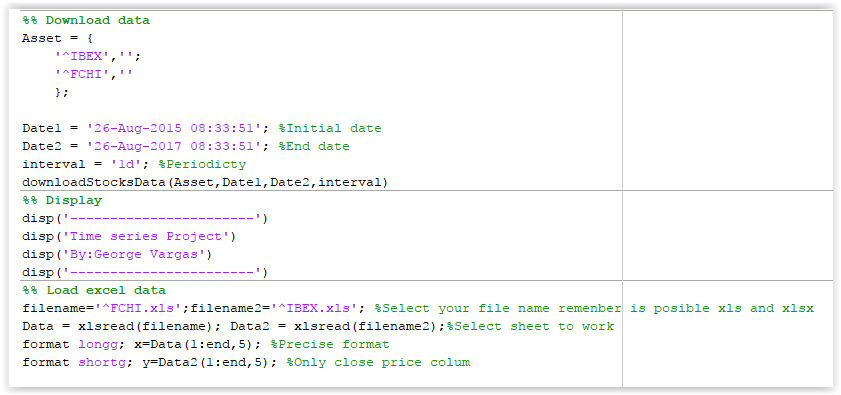 %% Download data
Asset = {
'^IBEX','';
'^FCHI',''
};
Date1 = '26-Aug-2015 08:33:51'; %Initial date
Date2 = '26-Aug-2017 08:33:51'; %End date
interval = '1d'; %Periodicty
downloadStocksData(Asset,Date1,Date2,interval)
%% Display
disp('-----------------------')
disp('Time series Project')
disp('By:George Vargas')
disp('-----------------------')
%% Load excel data
filename='^FCHI.xls';filename2='^IBEX.xls'; %Select your file name remenber is posible xls and xlsx
Data = xlsread(filename); Data2 = xlsread(filename2);%Select sheet to work
format longg; x=Data(1:end,5); %Precise format
format shortg; y=Data2(1:end,5); %Only close price colum